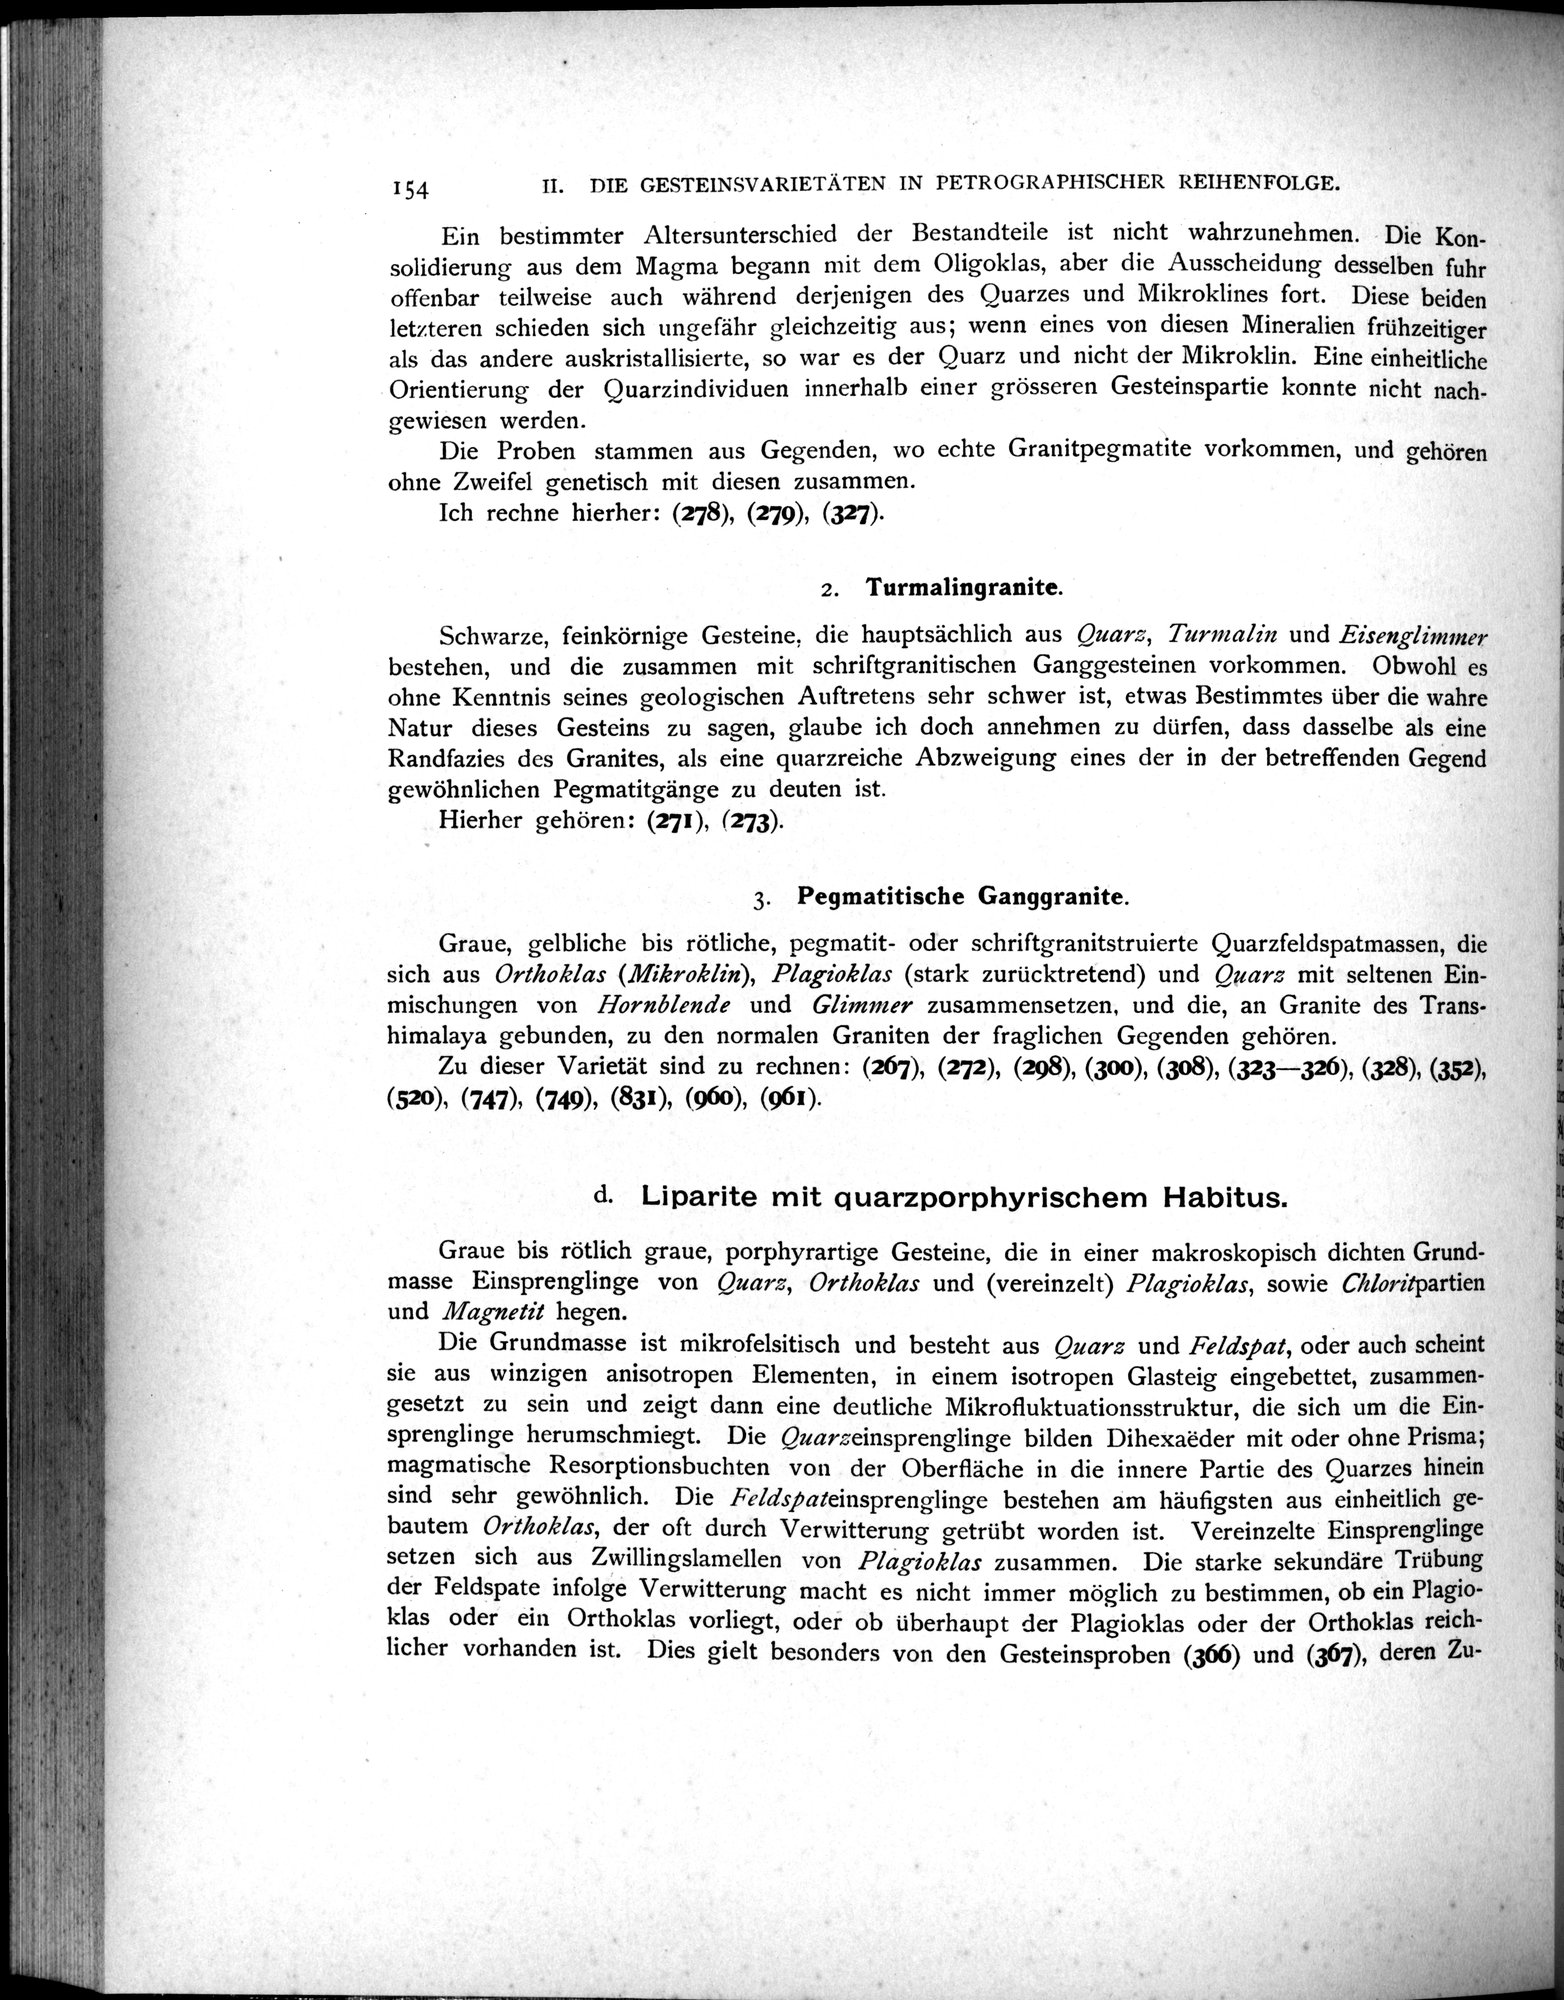 154 II. DIE GESTEINSVARIETÄTEN IN PETROGRAPHISCHER REIHENFOLGE.
Ein bestimmter Altersunterschied der Bestandteile ist nicht wahrzunehmen. Die Kon-
solidierung aus dem Magma begann mit dem Oligoklas, aber die Ausscheidung desselben fuhr
offenbar teilweise auch während derjenigen des Quarzes und Mikroklines fort. Diese beiden
letzteren schieden sich ungefähr gleichzeitig aus; wenn eines von diesen Mineralien frühzeitiger
als das andere auskristallisierte, so war es der Quarz und nicht der Mikroklin. Eine einheitliche
Orientierung der Quarzindividuen innerhalb einer grösseren Gesteinspartie konnte nicht nach-
gewiesen werden.
Die Proben stammen aus Gegenden, wo echte Granitpegmatite vorkommen, und gehören
ohne Zweifel genetisch mit diesen zusammen.
Ich rechne hierher: (278), (279), (327).
2. Turmalingranite.
Schwarze, feinkörnige Gesteine, die hauptsächlich aus Quarz, Turmalin und Eisenglimmer
bestehen, und die zusammen mit schriftgranitischen Ganggesteinen vorkommen. Obwohl es
ohne Kenntnis seines geologischen Auftretens sehr schwer ist, etwas Bestimmtes über die wahre
Natur dieses Gesteins zu sagen, glaube ich doch annehmen zu dürfen, dass dasselbe als eine
Randfazies des Granites, als eine quarzreiche Abzweigung eines der in der betreffenden Gegend
gewöhnlichen Pegmatitgänge zu deuten ist.
Hierher gehören: (271), (273).
3. Pegmatitische Ganggranite.
Graue, gelbliche bis rötliche, pegmatit- oder schriftgranitstruierte Quarzfeldspatmassen, die
sich aus Orthoklas (Mikroklin), Plagioklas (stark zurücktretend) und Quarz mit seltenen Ein-
mischungen von Hornblende und Glimmer zusammensetzen, und die, an Granite des Trans-
himalaya gebunden, zu den normalen Graniten der fraglichen Gegenden gehören.
Zu dieser Varietät sind zu rechnen: (267), (272), (298), (300), (308), (323—326), (328), (352),
(520), (747), (749), (831), (960), (961).
d. Liparite mit quarzporphyrischem Habitus.
Graue bis rötlich graue, porphyrartige Gesteine, die in einer makroskopisch dichten Grund-
masse Einsprenglinge von Quarz, Orthoklas und (vereinzelt) Plagioklas, sowie Chloritpartien
und Magnetit hegen.
Die Grundmasse ist mikrofelsitisch und besteht aus Quarz und Feldspat, oder auch scheint
sie aus winzigen anisotropen Elementen, in einem isotropen Glasteig eingebettet, zusammen-
gesetzt zu sein und zeigt dann eine deutliche Mikrofluktuationsstruktur, die sich um die Ein-
sprenglinge herumschmiegt. Die Quarzeinsprenglinge bilden Dihexaëder mit oder ohne Prisma;
magmatische Resorptionsbuchten von der Oberfläche in die innere Partie des Quarzes hinein
sind sehr gewöhnlich. Die Feldspateinsprenglinge bestehen am häufigsten aus einheitlich ge-
bautem Orthoklas, der oft durch Verwitterung getrübt worden ist. Vereinzelte Einsprenglinge
setzen sich aus Zwillingslamellen von Plagioklas zusammen. Die starke sekundäre Trübung
der Feldspate infolge Verwitterung macht es nicht immer möglich zu bestimmen, ob ein Plagio-
klas oder ein Orthoklas vorliegt, oder ob überhaupt der Plagioklas oder der Orthoklas reich-
licher vorhanden ist. Dies gielt besonders von den Gesteinsproben (366) und (367), deren Zu-